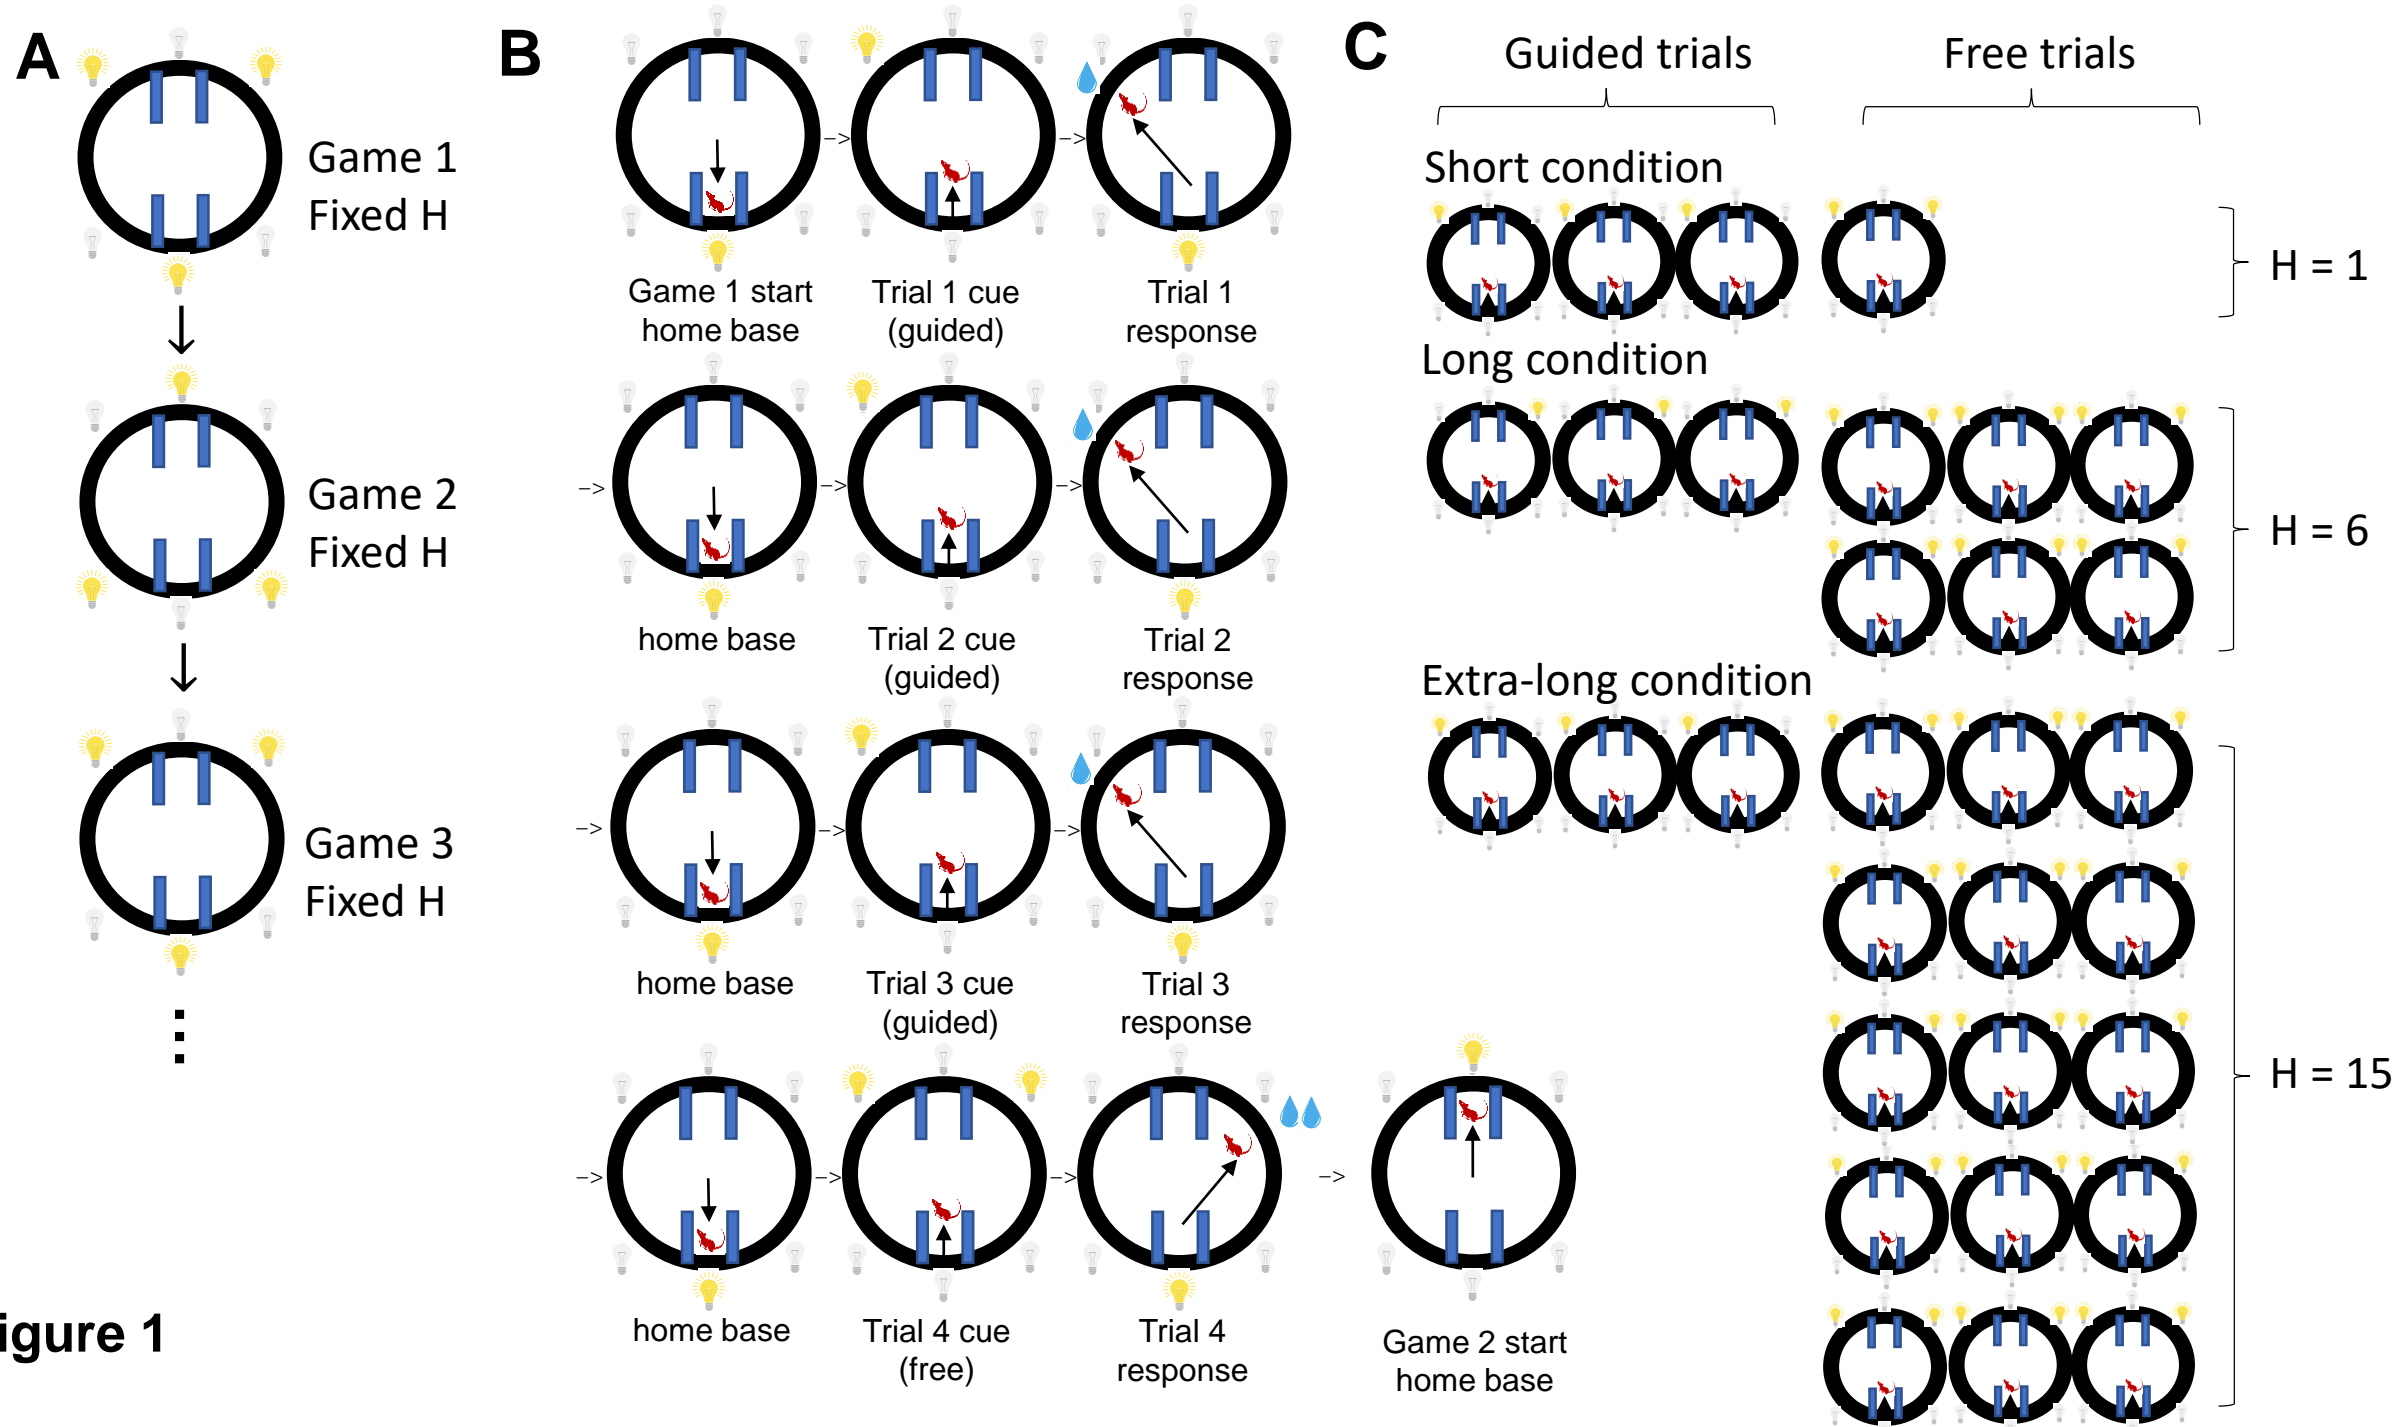 A
Game 1
Fixed H
Game 2
Fixed H
Game 3
Fixed H
B
Game 1 start
home base
Trial 1 cue
(guided)
Trial 1
response
home base
Trial 2 cue
(guided)
Trial 2
response
home base
Trial 3 cue
(guided)
Trial 3
response
home base
Trial 4 cue
(free)
Trial 4
response
Game 2 start
home base
C
Guided trials
Free trials
Short condition
H = 1
Long condition
H = 6
Extra-long condition
H = 15
igure 1